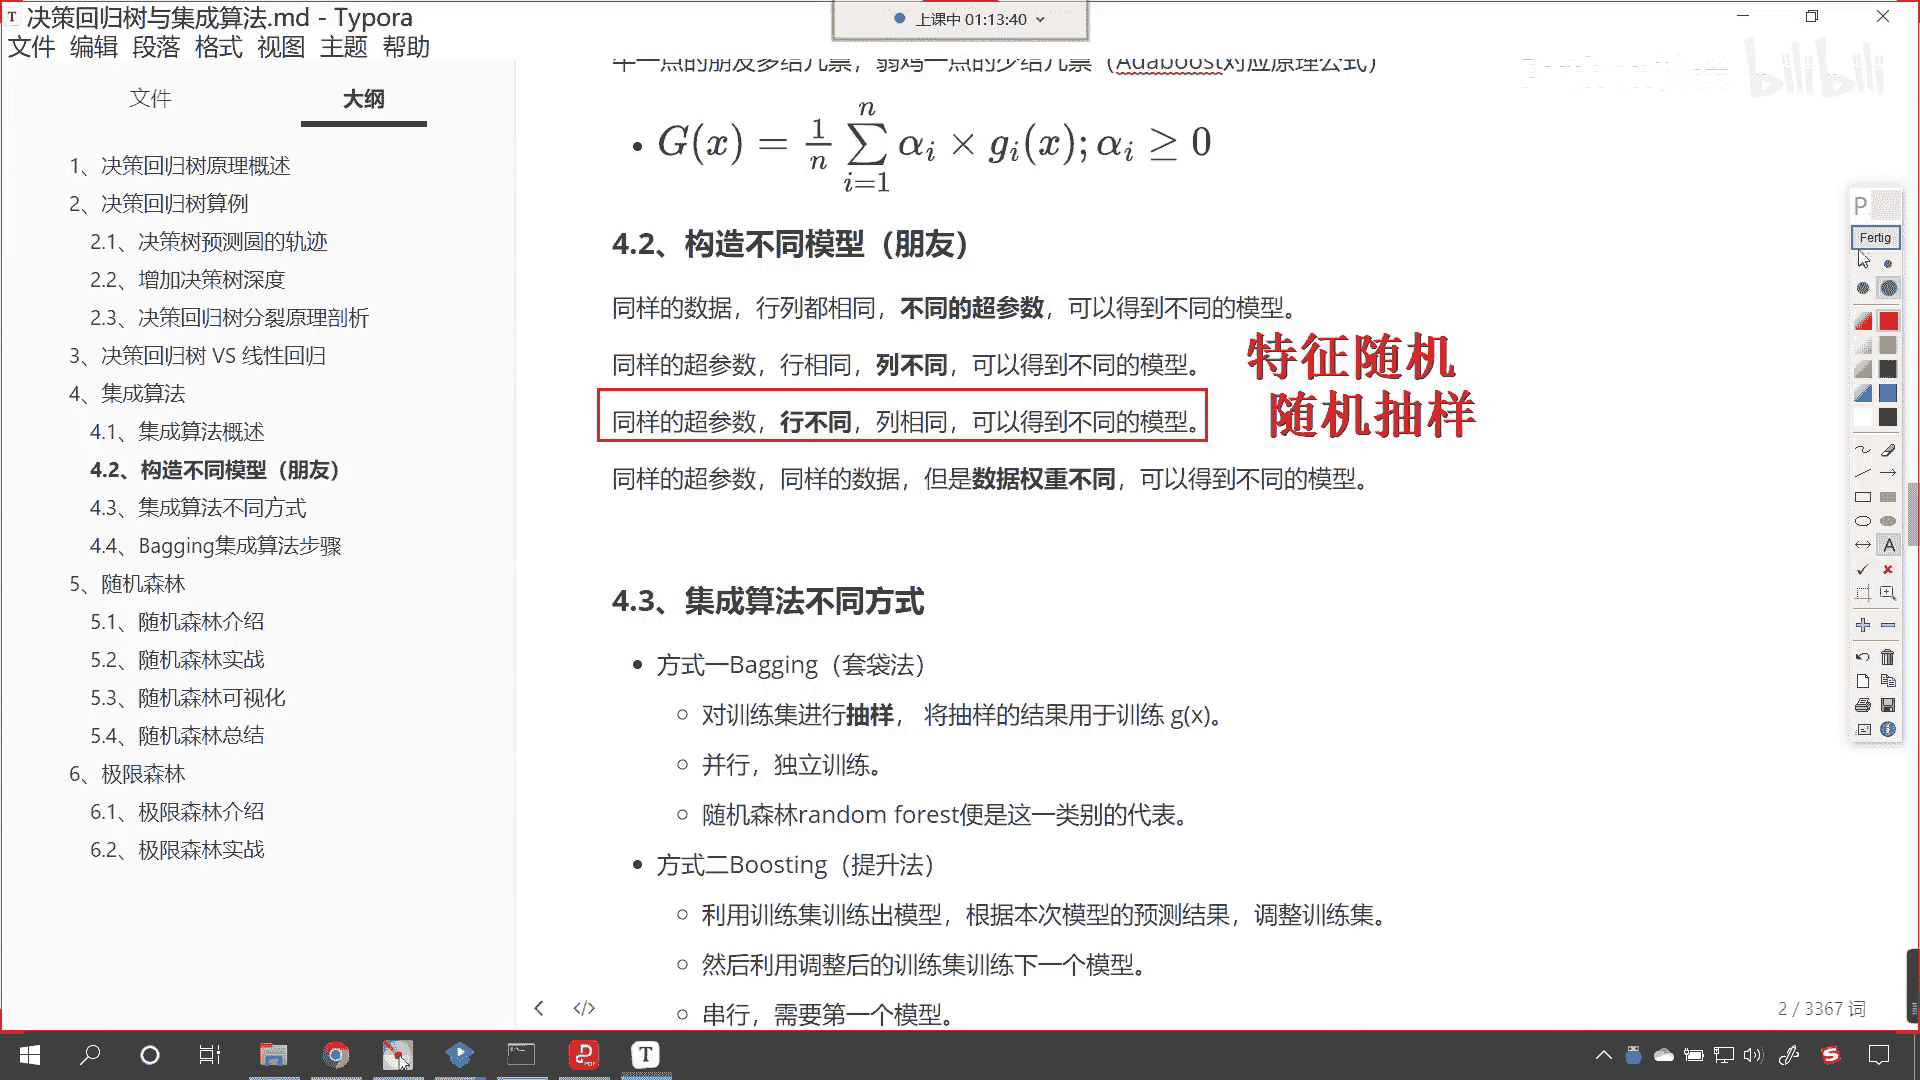 决策回归树与集成算法.md - Typora
上课中 01:13:40
文件 编辑 段落 格式 视图 主题 帮助
文件 大纲
1、决策回归树原理概述
2、决策回归树算例
2.1、决策树预测圆的轨迹
2.2、增加决策树深度
2.3、决策回归树分裂原理剖析
3、决策回归树 VS 线性回归
4、集成算法
4.1、集成算法概述
4.2、构造不同模型（朋友）
4.3、集成算法不同方式
4.4、Bagging集成算法步骤
5、随机森林
5.1、随机森林介绍
5.2、随机森林实战
5.3、随机森林可视化
5.4、随机森林总结
6、极限森林
6.1、极限森林介绍
6.2、极限森林实战
牛一点的朋友多给几票，弱鸡一点的少给几票（Adaboost对应原理公式）
G(x) = \frac{1}{n} \sum_{i=1}^{n} α_i × g_i(x); α_i ≥ 0
4.2、构造不同模型（朋友）
同样的数据，行列都相同，不同的超参数，可以得到不同的模型。
同样的超参数，行相同，列不同，可以得到不同的模型。
特征随机
同样的超参数，行不同，列相同，可以得到不同的模型。
随机抽样
同样的超参数，同样的数据，但是数据权重不同，可以得到不同的模型。
4.3、集成算法不同方式
方式一Bagging（套袋法）
对训练集进行抽样， 将抽样的结果用于训练 g(x)。
并行，独立训练。
随机森林random forest便是这一类别的代表。
方式二Boosting（提升法）
利用训练集训练出模型，根据本次模型的预测结果，调整训练集。
然后利用调整后的训练集训练下一个模型。
串行，需要第一个模型。
2 / 3367 词
P
Fertig
A
bilibili